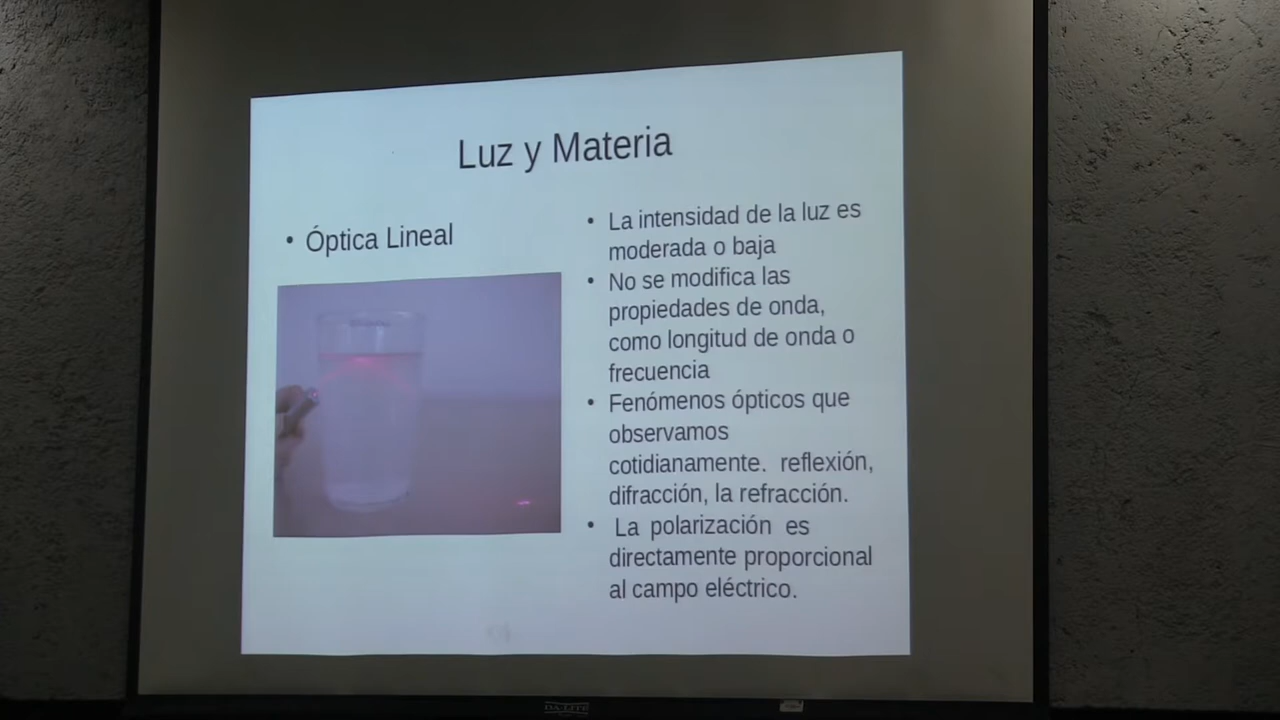 Luz y Materia
• Óptica Lineal
• La intensidad de la luz es
moderada o baja
• No se modifica las
propiedades de onda,
como longitud de onda o
frecuencia
• Fenómenos ópticos que
observamos
cotidianamente. reflexión,
difracción, la refracción.
• La polarización es
directamente proporcional
al campo eléctrico.
DA-LITE